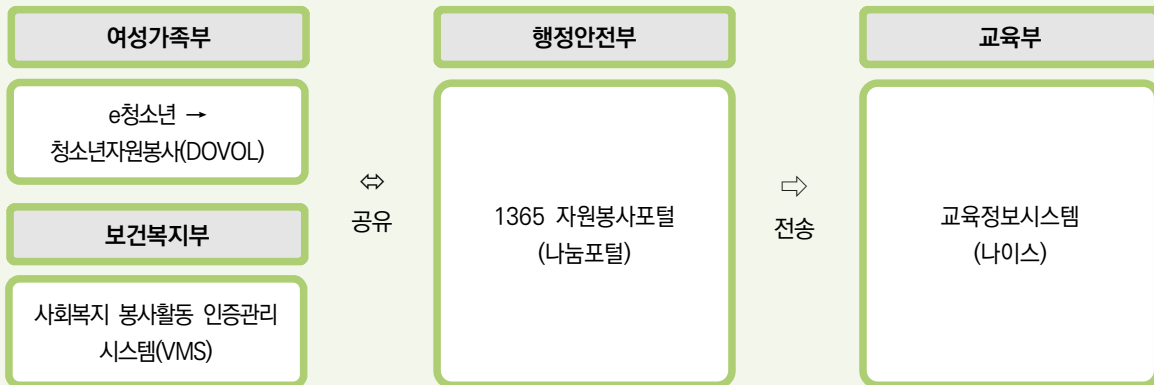 여성가족부
e청소년 →
청소년자원봉사(DOVOL)
보건복지부
사회복지 봉사활동 인증관리
시스템(VMS)
⇔
공유
행정안전부
1365 자원봉사포털
(나눔포털)
⇨
전송
교육부
교육정보시스템
(나이스)